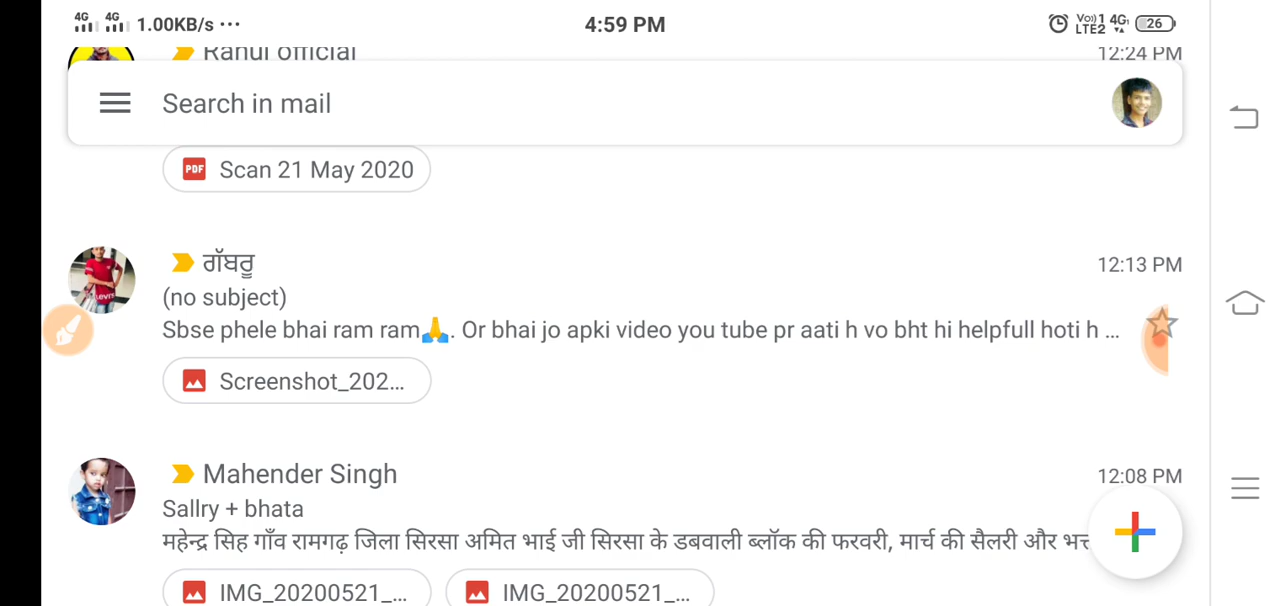 4G 4G 1.00KB/s ...
4:59 PM
Vo))1 4G
LTE2
26
Rahul official
12:24 PM
Search in mail
PDF Scan 21 May 2020
ਗੱਬਰੂ
12:13 PM
(no subject)
Sbse phele bhai ram ram🙏. Or bhai jo apki video you tube pr aati h vo bht hi helpfull hoti h ...
Screenshot_202...
Mahender Singh
12:08 PM
Sallry + bhata
महेन्द्र सिह गाँव रामगढ़ जिला सिरसा अमित भाई जी सिरसा के डबवाली ब्लॉक की फरवरी, मार्च की सैलरी और
IMG_20200521_... IMG_20200521_...